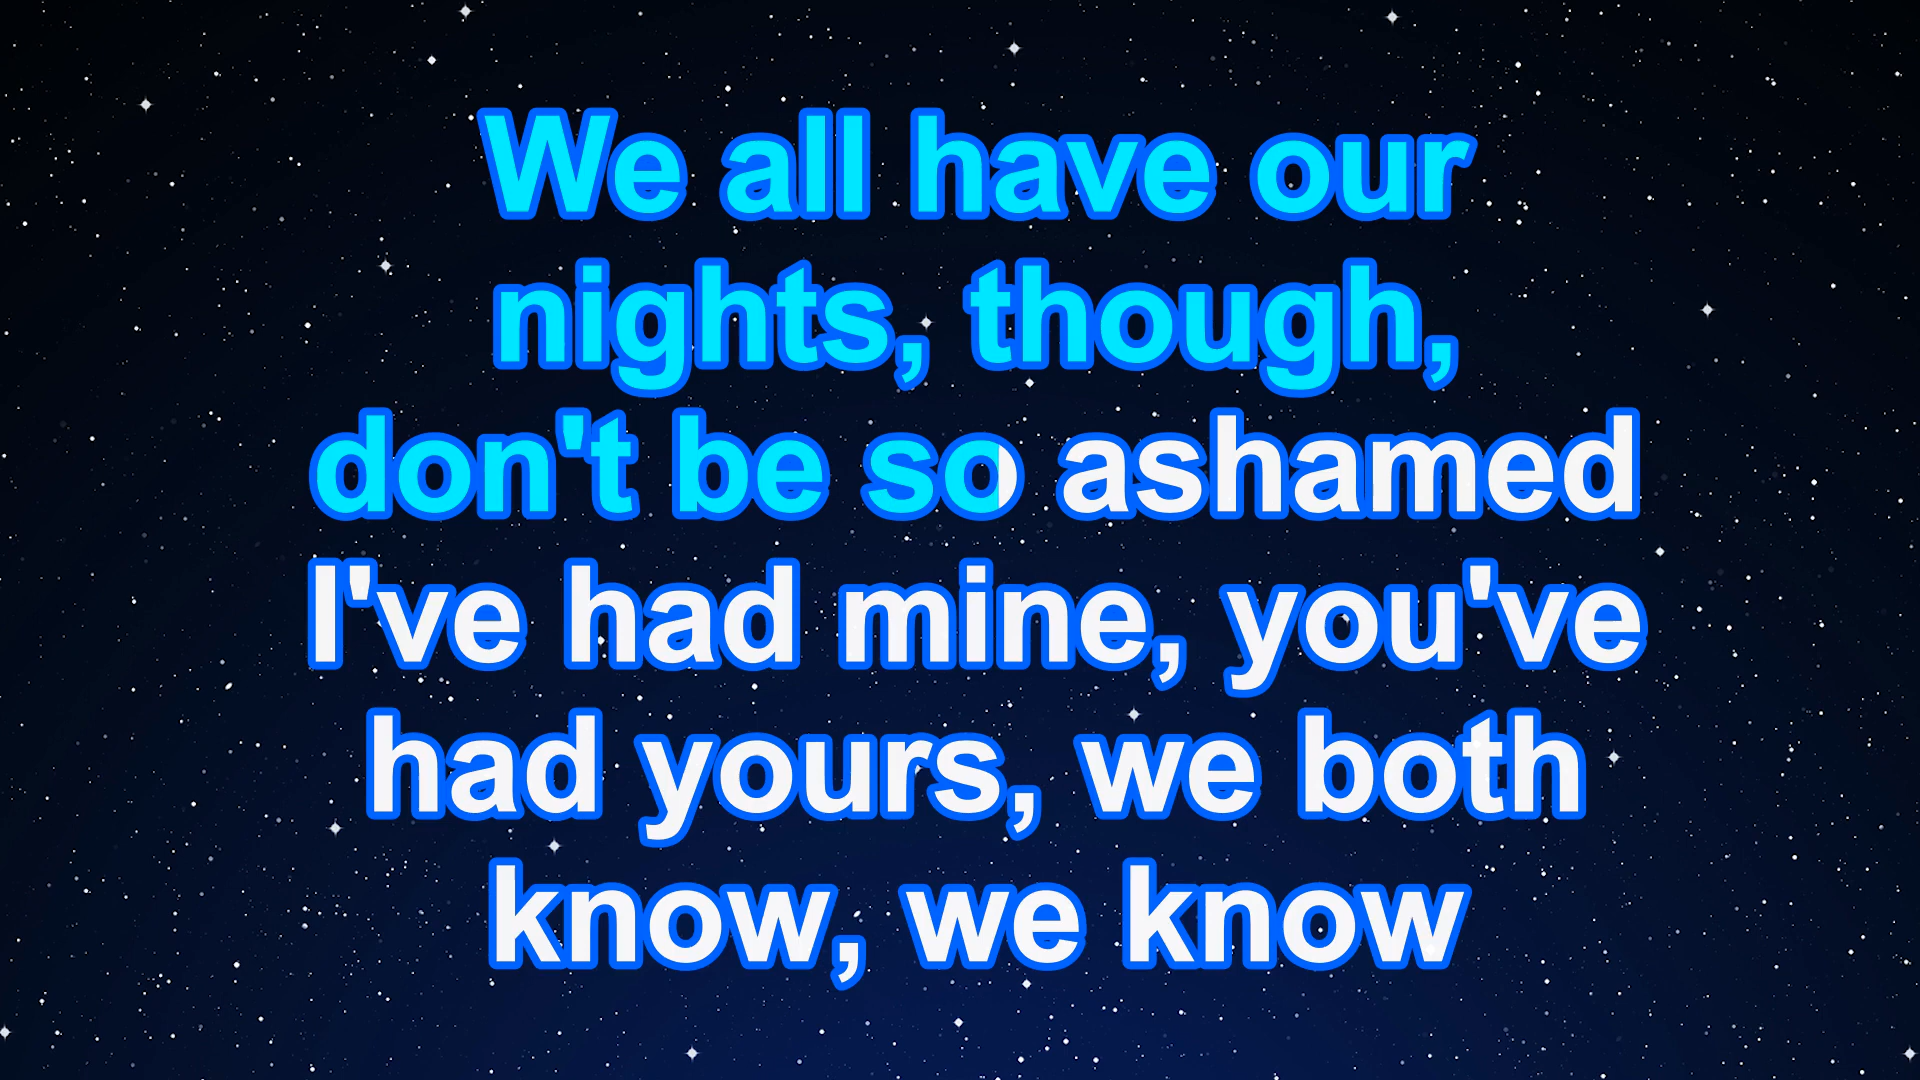 We all have our
nights, though,
don't be so ashamed
I've had mine, you've
had yours, we both
know, we know